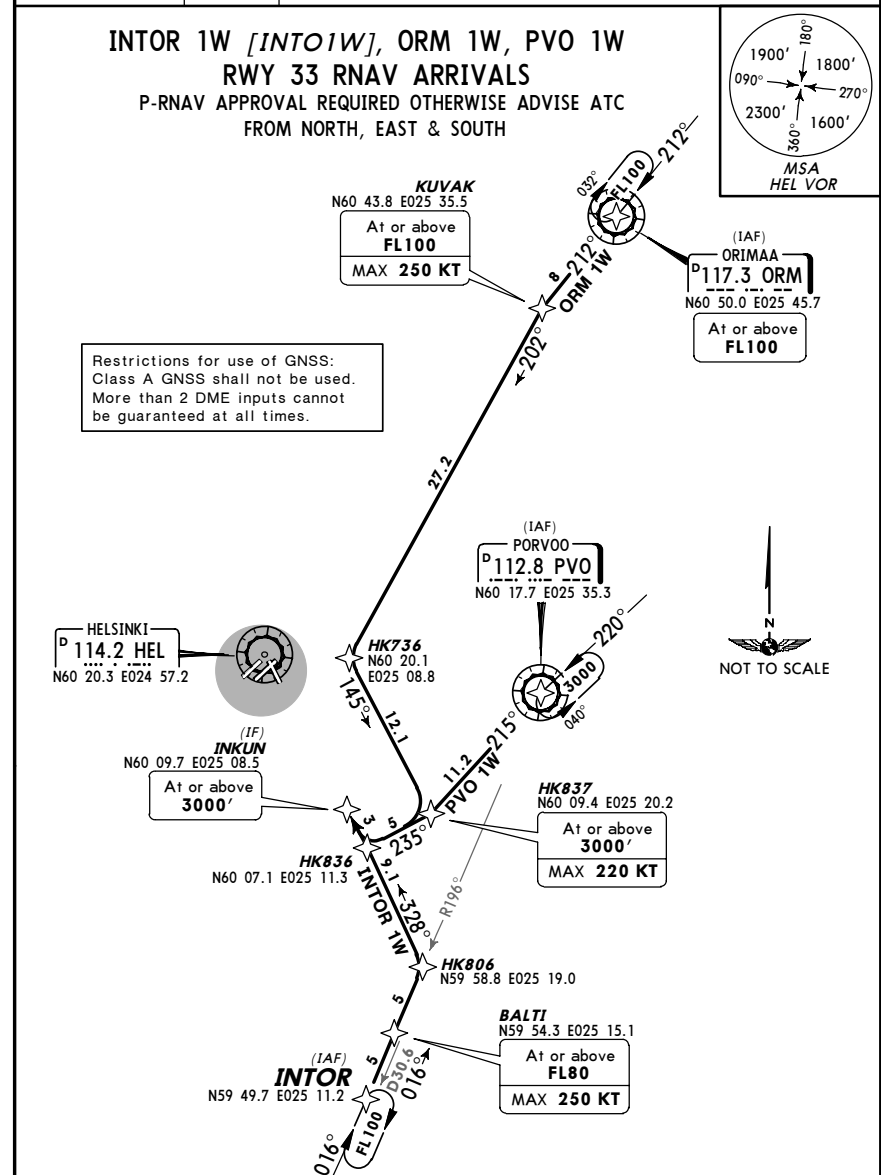 INTOR 1W [INTO1W], ORM 1W, PVO 1W
RWY 33 RNAV ARRIVALS
P-RNAV APPROVAL REQUIRED OTHERWISE ADVISE ATC
FROM NORTH, EAST & SOUTH
180°
1900'
1800'
090°
270°
2300'
1600'
360°
MSA
HEL VOR
212°
FL100
032°
KUVAK
N60 43.8 E025 35.5
At or above
FL100
MAX 250 KT
(IAF)
ORIMAA
D 117.3 ORM
N60 50.0 E025 45.7
At or above
FL100
212°
8
ORM 1W
202°
Restrictions for use of GNSS:
Class A GNSS shall not be used.
More than 2 DME inputs cannot
be guaranteed at all times.
27.2
(IAF)
PORVOO
D 112.8 PVO
N60 17.7 E025 35.3
HELSINKI
D 114.2 HEL
N60 20.3 E024 57.2
HK736
N60 20.1
E025 08.8
220°
3000
040°
N
NOT TO SCALE
145°
12.1
215°
11.2
PVO 1W
(IF)
INKUN
N60 09.7 E025 08.5
At or above
3000'
HK837
N60 09.4 E025 20.2
At or above
3000'
MAX 220 KT
3
5
235°
HK836
N60 07.1 E025 11.3
9.1
328°
INTOR 1W
R196°
HK806
N59 58.8 E025 19.0
5
BALTI
N59 54.3 E025 15.1
At or above
FL80
MAX 250 KT
5
D30.6
016°
(IAF)
INTOR
N59 49.7 E025 11.2
FL100
016°